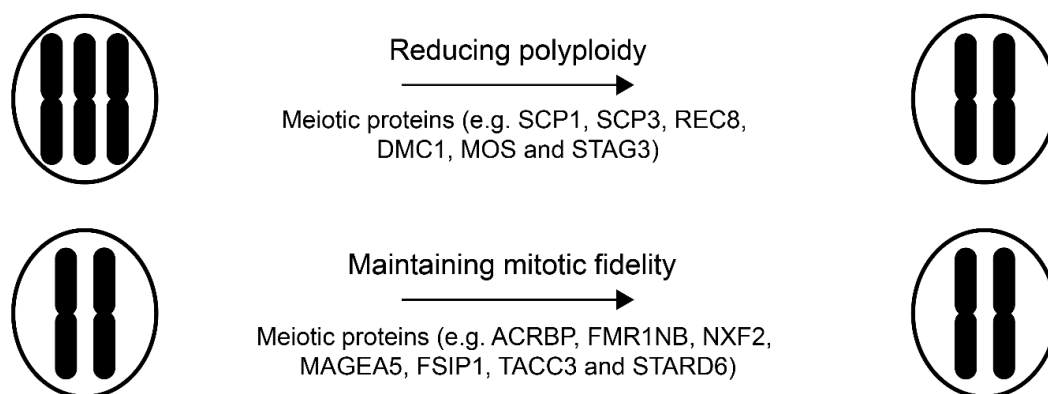 Reducing polyploidy
Meiotic proteins (e.g. SCP1, SCP3, REC8,
DMC1, MOS and STAG3)
Maintaining mitotic fidelity
Meiotic proteins (e.g. ACRBP, FMR1NB, NXF2,
MAGEA5, FSIP1, TACC3 and STARD6)